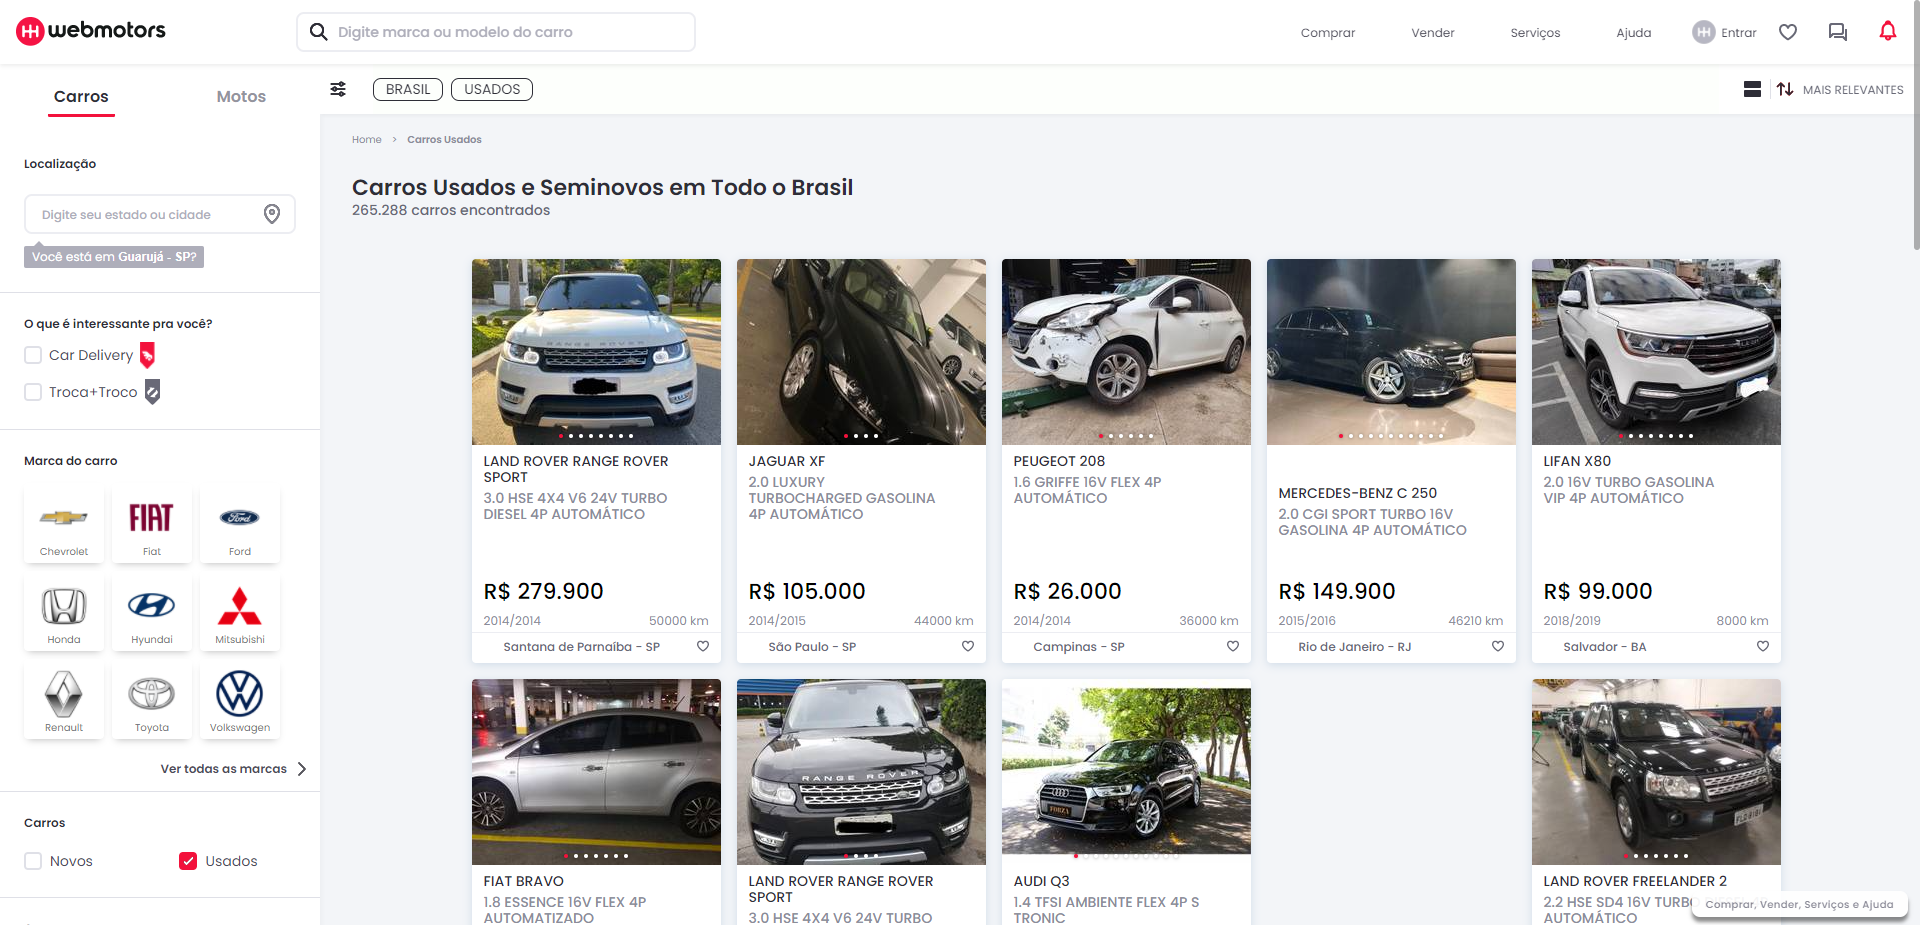 webmotors
Digite marca ou modelo do carro
Comprar
Vender
Serviços
Ajuda
Entrar
Carros
Motos
BRASIL
USADOS
MAIS RELEVANTES
Home > Carros Usados
Localização
Digite seu estado ou cidade
Você está em Guarujá - SP?
Carros Usados e Seminovos em Todo o Brasil
265.288 carros encontrados
O que é interessante pra você?
Car Delivery
Troca+Troco
Marca do carro
Chevrolet
FIAT
Fiat
Ford
Ford
Honda
Hyundai
Mitsubishi
Renault
Toyota
Volkswagen
Ver todas as marcas
Carros
Novos
Usados
RANGE ROVER
LAND ROVER RANGE ROVER
SPORT
3.0 HSE 4X4 V6 24V TURBO
DIESEL 4P AUTOMÁTICO
R$ 279.900
2014/2014
50000 km
Santana de Parnaíba - SP
JAGUAR XF
2.0 LUXURY
TURBOCHARGED GASOLINA
4P AUTOMÁTICO
R$ 105.000
2014/2015
44000 km
São Paulo - SP
PEUGEOT 208
1.6 GRIFFE 16V FLEX 4P
AUTOMÁTICO
R$ 26.000
2014/2014
36000 km
Campinas - SP
MERCEDES-BENZ C 250
2.0 CGI SPORT TURBO 16V
GASOLINA 4P AUTOMÁTICO
R$ 149.900
2015/2016
46210 km
Rio de Janeiro - RJ
LIFAN X80
2.0 16V TURBO GASOLINA
VIP 4P AUTOMÁTICO
R$ 99.000
2018/2019
8000 km
Salvador - BA
FIAT BRAVO
1.8 ESSENCE 16V FLEX 4P
AUTOMATIZADO
RANGE ROVER
LAND ROVER RANGE ROVER
SPORT
3.0 HSE 4X4 V6 24V TURBO
FORZA
AUDI Q3
1.4 TFSI AMBIENTE FLEX 4P S
TRONIC
LAND ROVER FREELANDER 2
2.2 HSE SD4 16V TURBO
AUTOMÁTICO
Comprar, Vender, Serviços e Ajuda